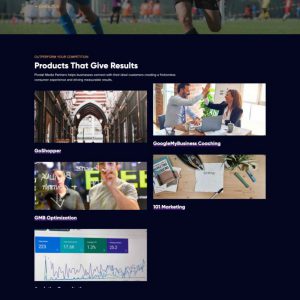 OUTPERFORM YOUR COMPETITION
Products That Give Results
Pivotal Media Partners helps businesses connect with their ideal customers creating a frictionless
consumer experience and driving measurable results.
GoShopper
GoogleMyBusiness Coaching
GMB Optimization
101 Marketing